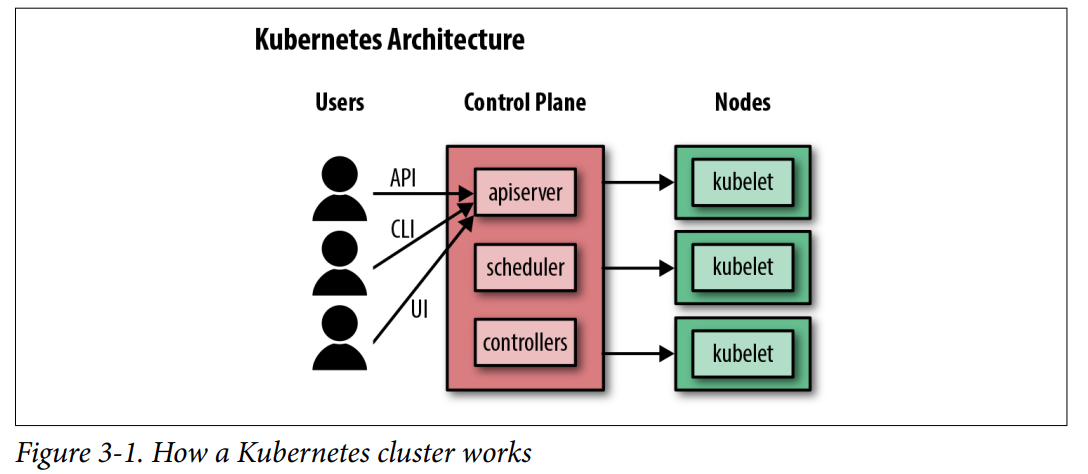 Kubernetes Architecture
Users
Control Plane
Nodes
API
CLI
UI
apiserver
scheduler
controllers
kubelet
kubelet
kubelet
Figure 3-1. How a Kubernetes cluster works